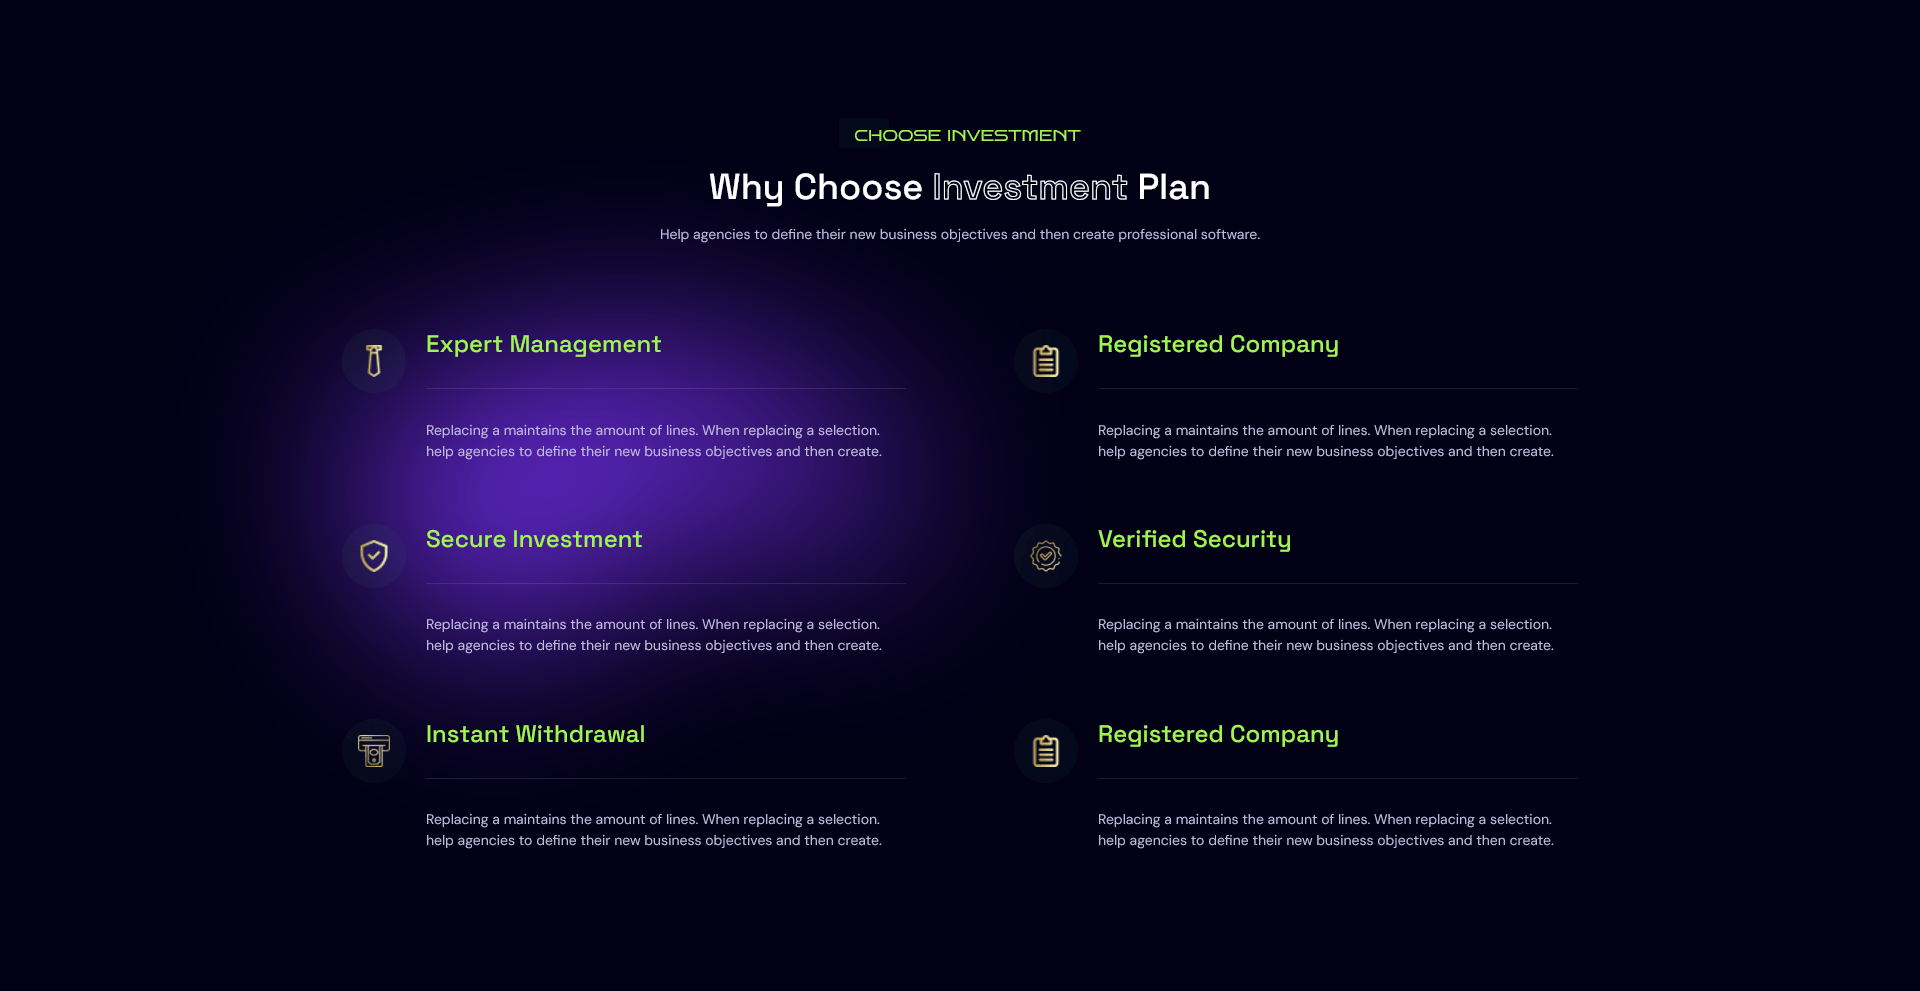 CHOOSE INVESTMENT
Why Choose Investment Plan
Help agencies to define their new business objectives and then create professional software.
Expert Management
Replacing a maintains the amount of lines. When replacing a selection.
help agencies to define their new business objectives and then create.
Registered Company
Replacing a maintains the amount of lines. When replacing a selection.
help agencies to define their new business objectives and then create.
Secure Investment
Replacing a maintains the amount of lines. When replacing a selection.
help agencies to define their new business objectives and then create.
Verified Security
Replacing a maintains the amount of lines. When replacing a selection.
help agencies to define their new business objectives and then create.
Instant Withdrawal
Replacing a maintains the amount of lines. When replacing a selection.
help agencies to define their new business objectives and then create.
Registered Company
Replacing a maintains the amount of lines. When replacing a selection.
help agencies to define their new business objectives and then create.